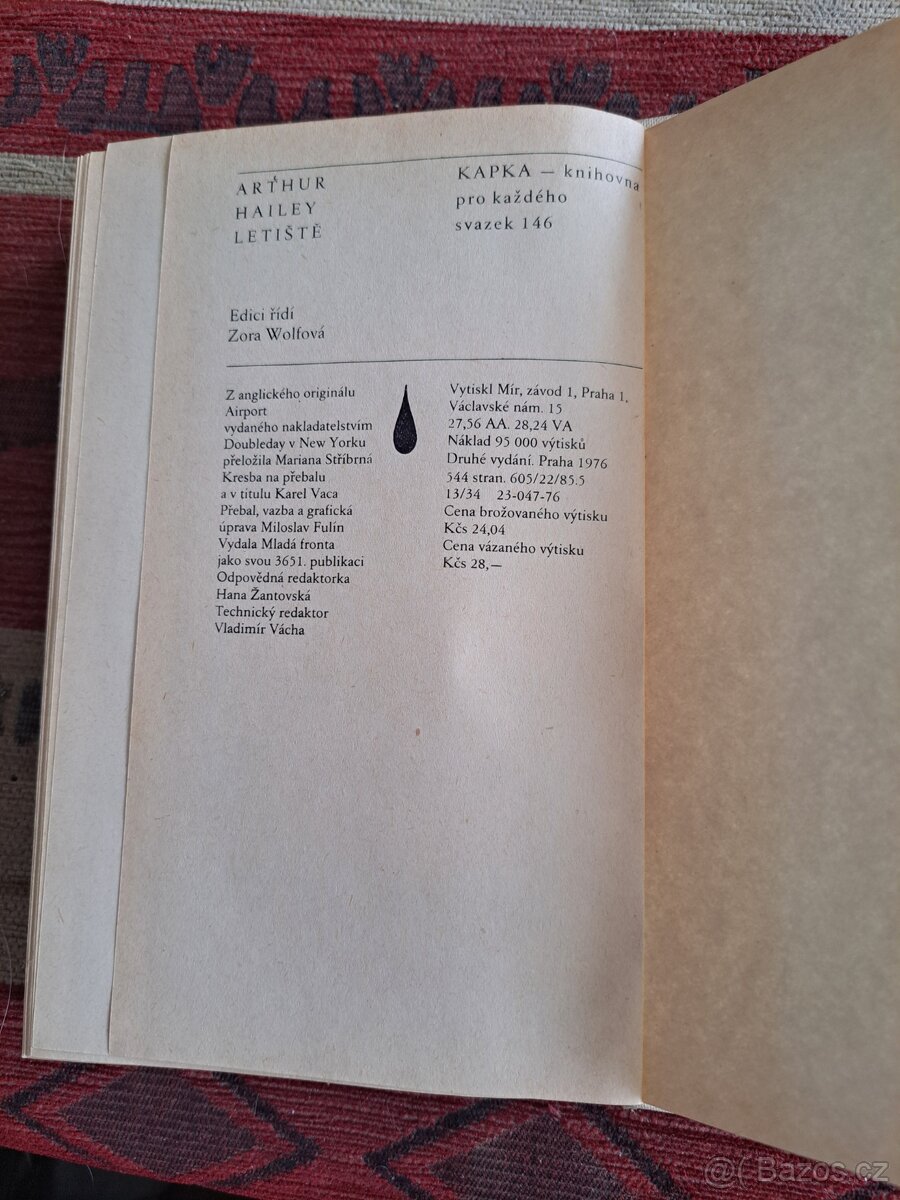 ARTHUR
HAILEY
LETIŠTĚ
KAPKA — knihovna
pro každého
svazek 146
Edici řídí
Zora Wolfová
Z anglického originálu
Airport
vydaného nakladatelstvím
Doubleday v New Yorku
přeložila Mariana Stříbrná
Kresba na přebalu
a v titulu Karel Vaca
Přebal, vazba a grafická
úprava Miloslav Fulín
Vydala Mladá fronta
jako svou 3651. publikaci
Odpovědná redaktorka
Hana Žantovská
Technický redaktor
Vladimír Vácha
Vytiskl Mír, závod 1, Praha 1,
Václavské nám. 15
27,56 AA. 28,24 VA
Náklad 95 000 výtisků
Druhé vydání. Praha 1976
544 stran. 605/22/85.5
13/34 23-047-76
Cena brožovaného výtisku
Kčs 24,04
Cena vázaného výtisku
Kčs 28,—
@( Bazos.cz